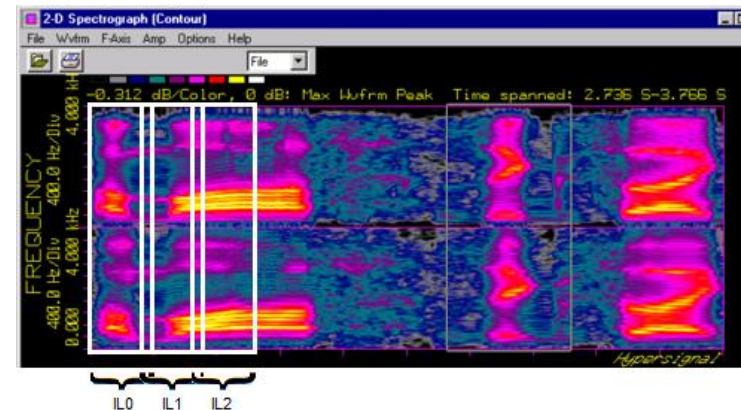 2-D Spectrograph (Contour)
File Wvfrm F-Axis Amp Options Help
File
-0.312 dB/Color, 0 dB: Max Wvfrm Peak Time spanned: 2.736 S-3.766 S
FREQUENCY
400.0 Hz/Div 4.000 kHz
0.000 400.0 Hz/Div 4.000 kHz
Hypersignal
IL0 IL1 IL2